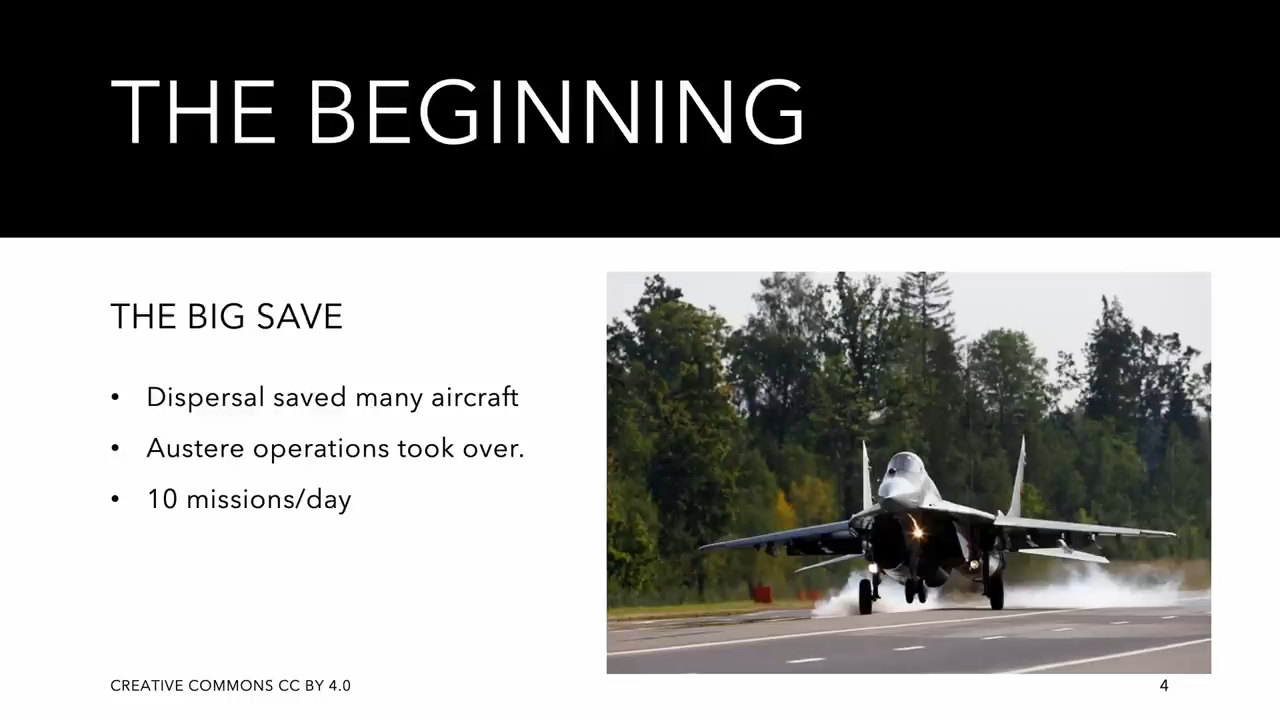 THE BEGINNING
THE BIG SAVE
• Dispersal saved many aircraft
• Austere operations took over.
• 10 missions/day
CREATIVE COMMONS CC BY 4.0
4